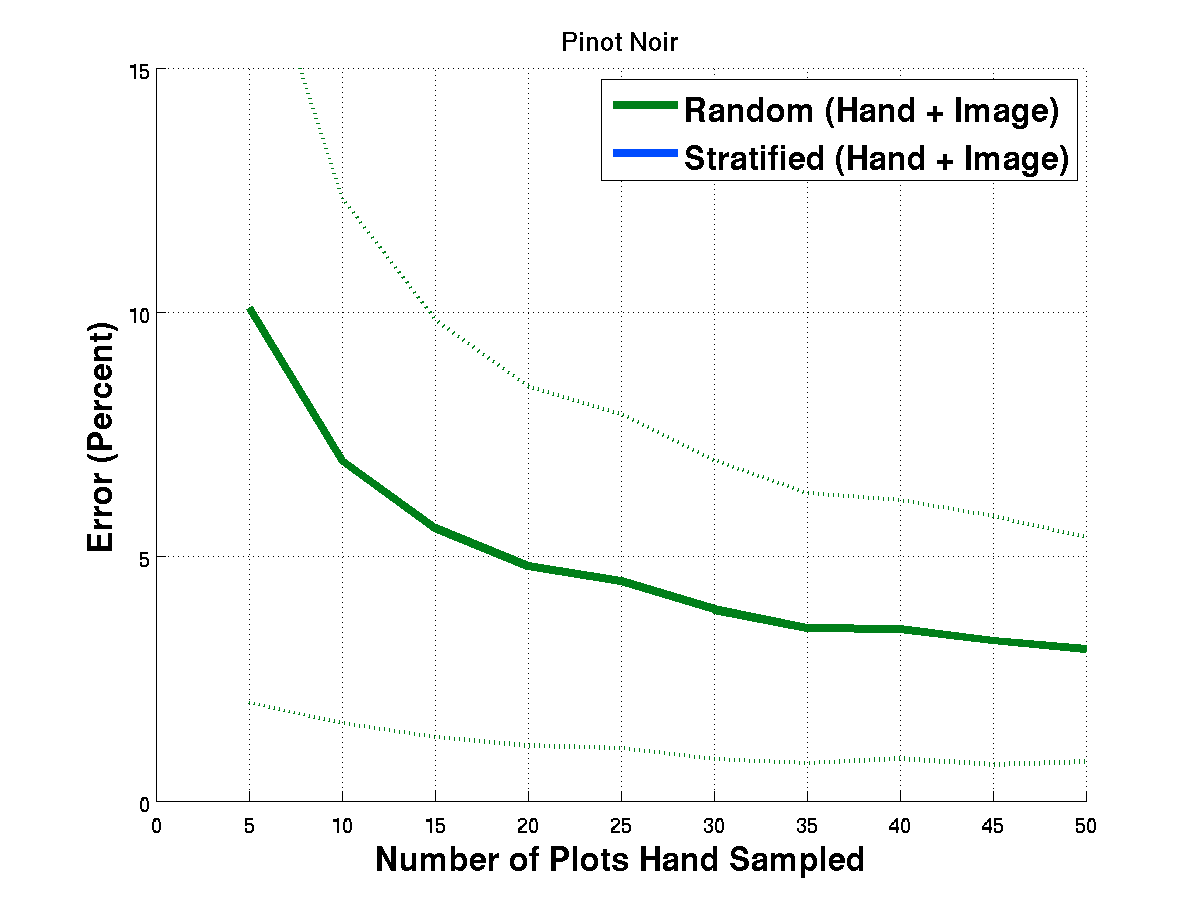 Pinot Noir
Random (Hand + Image)
Stratified (Hand + Image)
Error (Percent)
15
10
5
0
0 5 10 15 20 25 30 35 40 45 50
Number of Plots Hand Sampled